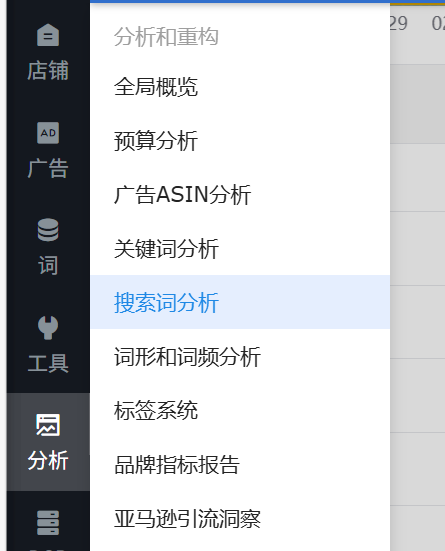 店铺
AD
广告
词
工具
分析
分析和重构
全局概览
预算分析
广告ASIN分析
关键词分析
搜索词分析
词形和词频分析
标签系统
品牌指标报告
亚马逊引流洞察
29
02